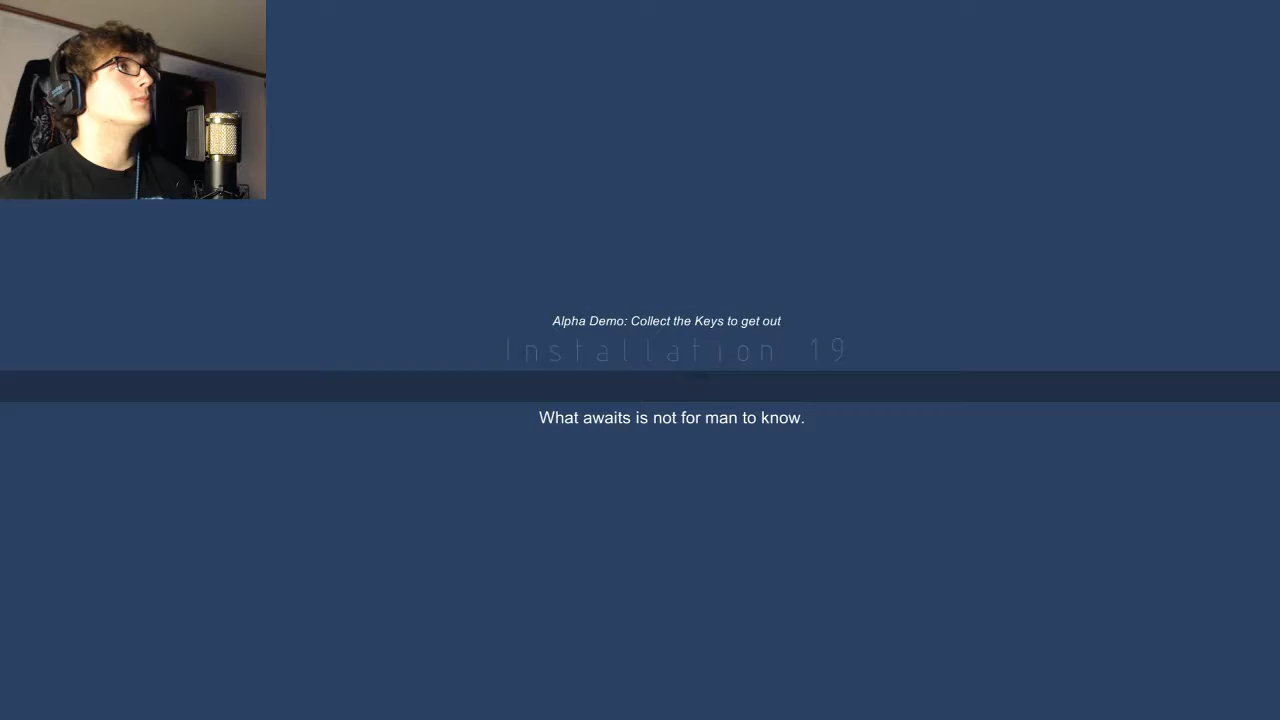 Alpha Demo: Collect the Keys to get out
Installation 19
What awaits is not for man to know.